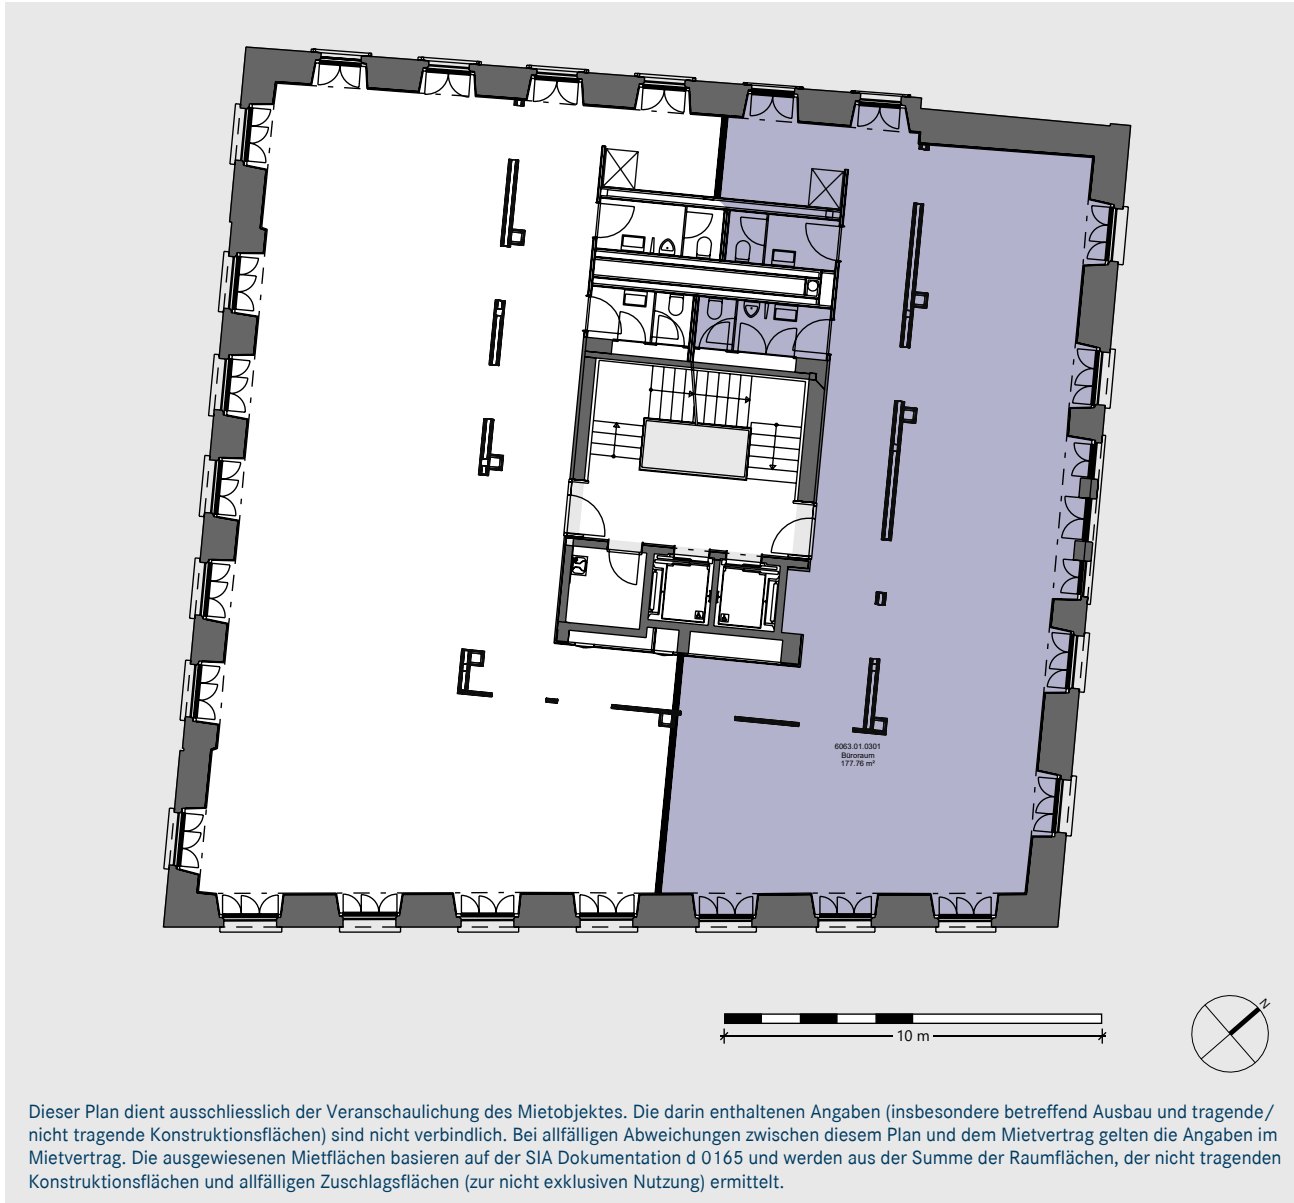 6063.01.0301
Büroraum
177.76 m²
10 m
N
Dieser Plan dient ausschliesslich der Veranschaulichung des Mietobjektes. Die darin enthaltenen Angaben (insbesondere betreffend Ausbau und tragende/
nicht tragende Konstruktionsflächen) sind nicht verbindlich. Bei allfälligen Abweichungen zwischen diesem Plan und dem Mietvertrag gelten die Angaben im
Mietvertrag. Die ausgewiesenen Mietflächen basieren auf der SIA Dokumentation d 0165 und werden aus der Summe der Raumflächen, der nicht tragenden
Konstruktionsflächen und allfälligen Zuschlagsflächen (zur nicht exklusiven Nutzung) ermittelt.